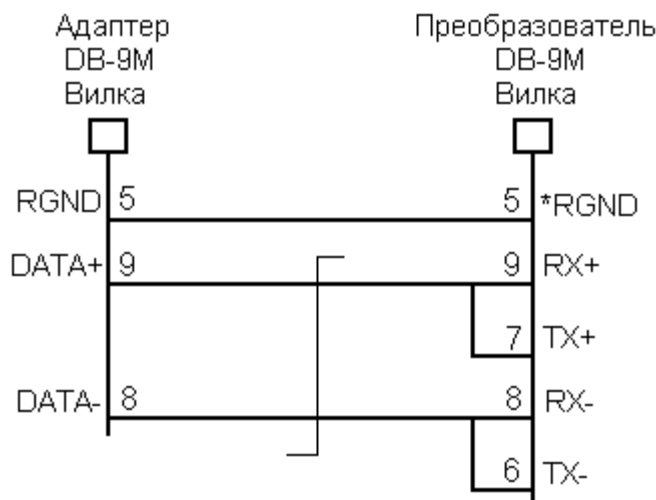 Адаптер
DB-9M
Вилка
Преобразователь
DB-9M
Вилка
RGND 5 5 *RGND
DATA+ 9 9 RX+
7 TX+
DATA- 8 8 RX-
6 TX-